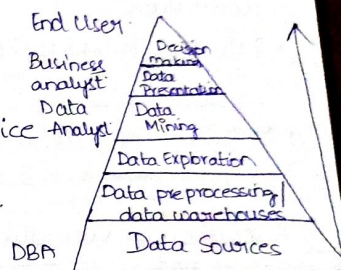 End User
Decision
making
Business
analyst
Data
Presentation
Data
ice Analyst
Data
Mining
Data Exploration
Data preprocessing/
data warehouses
DBA
Data Sources